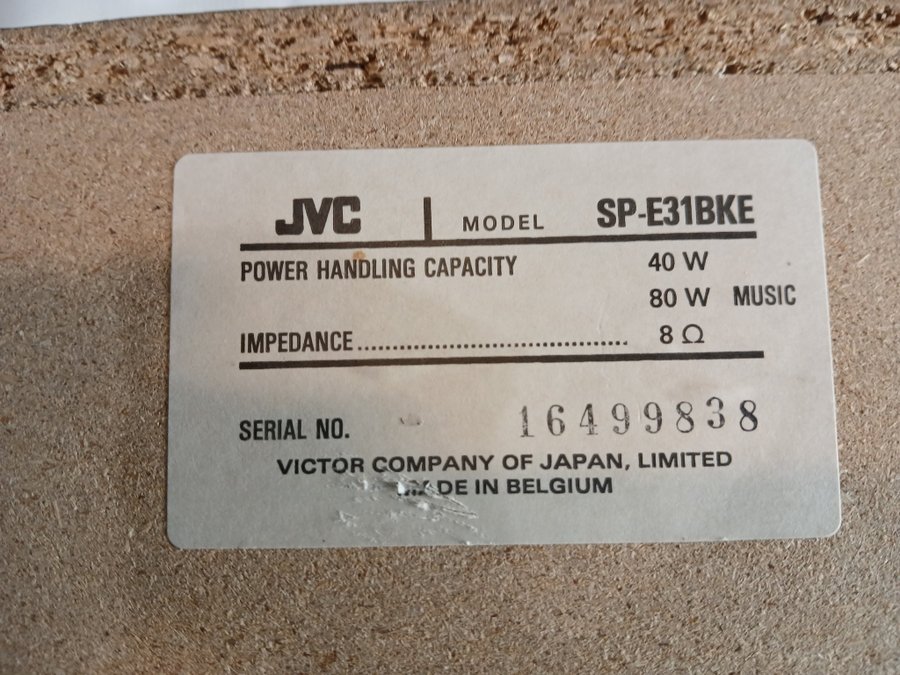 JVC MODEL SP-E31BKE
POWER HANDLING CAPACITY 40 W
80 W MUSIC
IMPEDANCE...................................... 8 Ω
SERIAL NO. 16499838
VICTOR COMPANY OF JAPAN, LIMITED
MADE IN BELGIUM